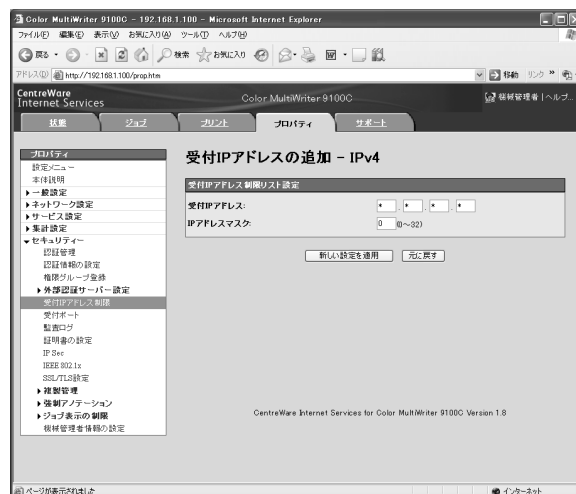 Color MultiWriter 9100C - 192.168.1.100 - Microsoft Internet Explorer
ファイル(F) 編集(E) 表示(V) お気に入り(A) ツール(T) ヘルプ(H)
戻る 検索 お気に入り
アドレス(D) http://192.168.1.100/prop.htm 移動 リンク »
CentreWare
Internet Services
Color MultiWriter 9100C
機械管理者 | ヘルプ...
状態 ジョブ プリント プロパティ サポート
プロパティ
設定メニュー
本体説明
一般設定
ネットワーク設定
サービス設定
集計設定
セキュリティー
認証管理
認証情報の設定
権限グループ登録
外部認証サーバー設定
受付IPアドレス制限
受付ポート
監査ログ
証明書の設定
IP Sec
IEEE 802.1x
SSL/TLS設定
複製管理
強制アノテーション
ジョブ表示の制限
機械管理者情報の設定
受付IPアドレスの追加 - IPv4
受付IPアドレス制限リスト設定
受付IPアドレス: * . * . * . *
IPアドレスマスク: 0 (0～32)
新しい設定を適用 元に戻す
CentreWare Internet Services for Color MultiWriter 9100C Version 1.8
ページが表示されました インターネット